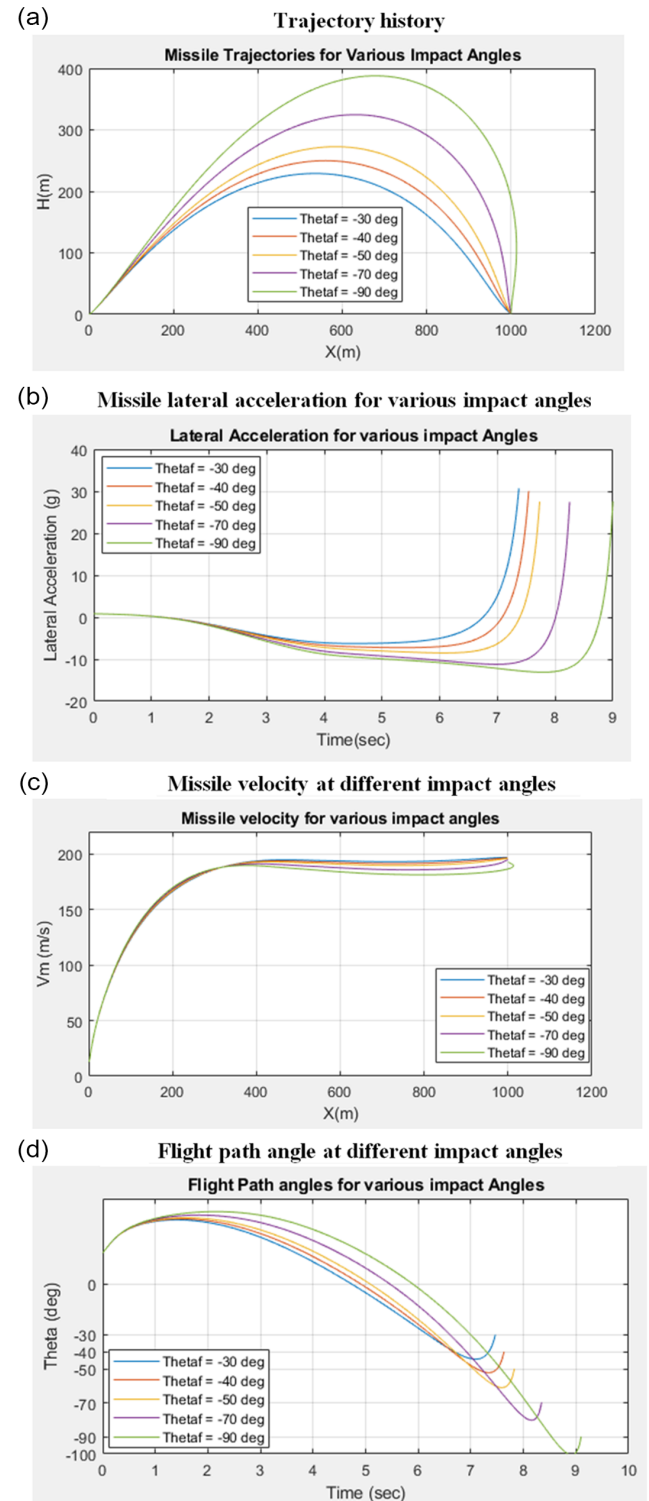 (a)
Trajectory history
Missile Trajectories for Various Impact Angles
400
300
200
100
0
H(m)
Thetaf = -30 deg
Thetaf = -40 deg
Thetaf = -50 deg
Thetaf = -70 deg
Thetaf = -90 deg
0 200 400 600 800 1000 1200
X(m)
(b)
Missile lateral acceleration for various impact angles
Lateral Acceleration for various impact Angles
40
30
20
10
0
-10
-20
Lateral Acceleration (g)
Thetaf = -30 deg
Thetaf = -40 deg
Thetaf = -50 deg
Thetaf = -70 deg
Thetaf = -90 deg
0 1 2 3 4 5 6 7 8 9
Time(sec)
(c)
Missile velocity at different impact angles
Missile velocity for various impact angles
200
150
100
50
0
Vm (m/s)
Thetaf = -30 deg
Thetaf = -40 deg
Thetaf = -50 deg
Thetaf = -70 deg
Thetaf = -90 deg
0 200 400 600 800 1000 1200
X(m)
(d)
Flight path angle at different impact angles
Flight Path angles for various impact Angles
0
-30
-40
-50
-70
-90
-100
Theta (deg)
Thetaf = -30 deg
Thetaf = -40 deg
Thetaf = -50 deg
Thetaf = -70 deg
Thetaf = -90 deg
0 1 2 3 4 5 6 7 8 9 10
Time (sec)